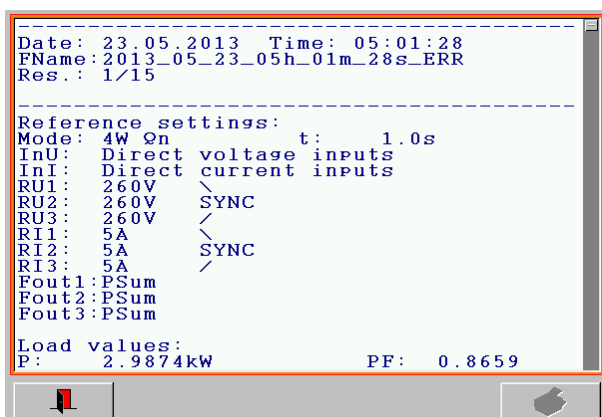 Date: 23.05.2013 Time: 05:01:28
FName:2013_05_23_05h_01m_28s_ERR
Res.: 1/15
Reference settings:
Mode: 4W Qn t: 1.0s
InU: Direct voltage inputs
InI: Direct current inputs
RU1: 260V \
RU2: 260V SYNC
RU3: 260V /
RI1: 5A \
RI2: 5A SYNC
RI3: 5A /
Fout1:PSum
Fout2:PSum
Fout3:PSum
Load values:
P: 2.9874kW PF: 0.8659